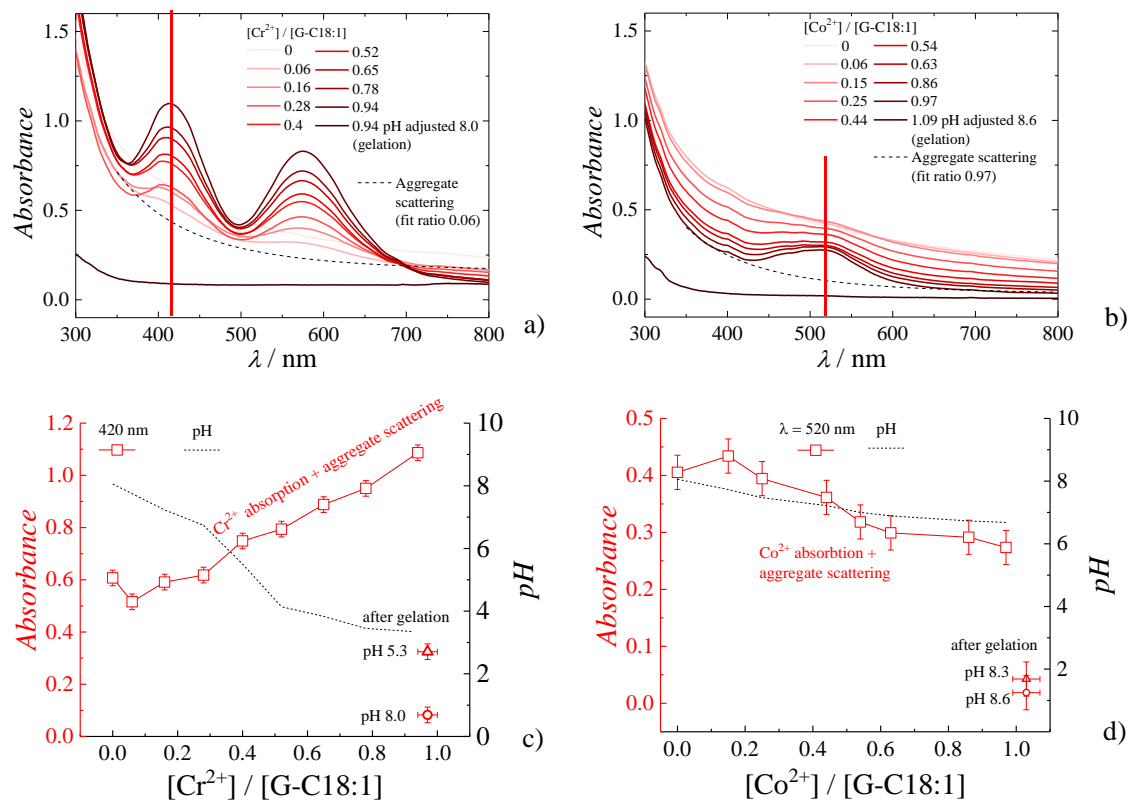 [Cr²⁺] / [G-C18:1]
0 0.52
0.06 0.65
0.16 0.78
0.28 0.94
0.4 0.94 pH adjusted 8.0
(gelation)
Aggregate
scattering
(fit ratio 0.06)
1.5
1.0
0.5
0.0
Absorbance
300 400 500 600 700 800
λ / nm
a)
[Co²⁺] / [G-C18:1]
0 0.54
0.06 0.63
0.15 0.86
0.25 0.97
0.44 1.09 pH adjusted 8.6
(gelation)
Aggregate scattering
(fit ratio 0.97)
1.5
1.0
0.5
0.0
Absorbance
300 400 500 600 700 800
λ / nm
b)
420 nm pH
Cr²⁺ absorption + aggregate scattering
after gelation
pH 5.3
pH 8.0
1.2
1.0
0.8
0.6
0.4
0.2
0.0
Absorbance
10
8
6
4
2
0
pH
0.0 0.2 0.4 0.6 0.8 1.0
[Cr²⁺] / [G-C18:1]
c)
λ = 520 nm pH
Co²⁺ absorbtion +
aggregate scattering
after gelation
pH 8.3
pH 8.6
0.5
0.4
0.3
0.2
0.1
0.0
Absorbance
10
8
6
4
2
0
pH
0.0 0.2 0.4 0.6 0.8 1.0
[Co²⁺] / [G-C18:1]
d)